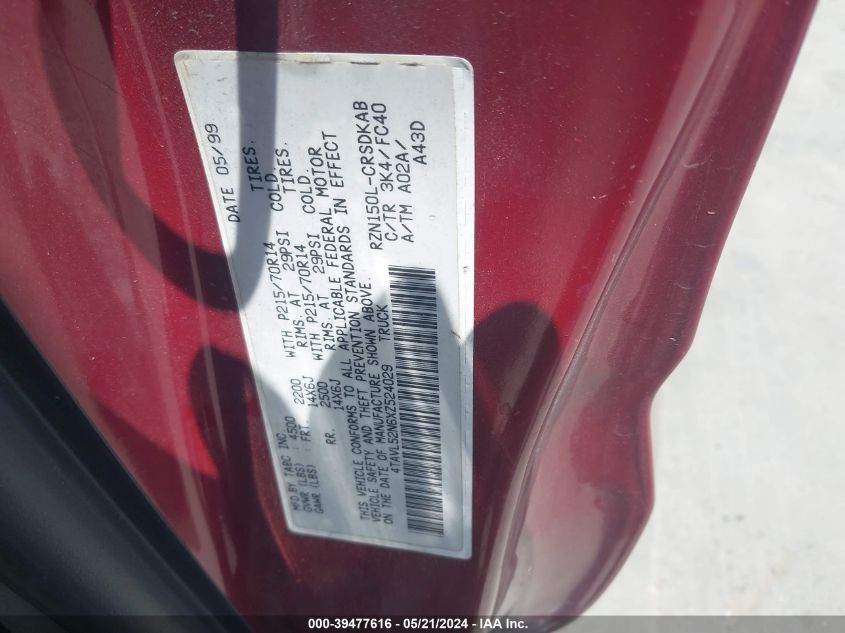 MFD.BY TABC INC. DATE 05/99
GVWR (LBS) : 4500
GAWR (LBS) : FRT. 2200 WITH P215/70R14 TIRES.
14X6J RIMS. AT 29PSI COLD.
RR. 2500 WITH P215/70R14 TIRES.
14X6J RIMS. AT 29PSI COLD.
THIS VEHICLE CONFORMS TO ALL APPLICABLE FEDERAL MOTOR
VEHICLE SAFETY AND THEFT PREVENTION STANDARDS IN EFFECT
ON THE DATE OF MANUFACTURE SHOWN ABOVE.
4TAVL52N6XZ524029 TRUCK
RZN150L-CRSDKAB
C/TR 3K4/FC40
A/TM A02A/
A43D
000-39477616 - 05/21/2024 - IAA Inc.